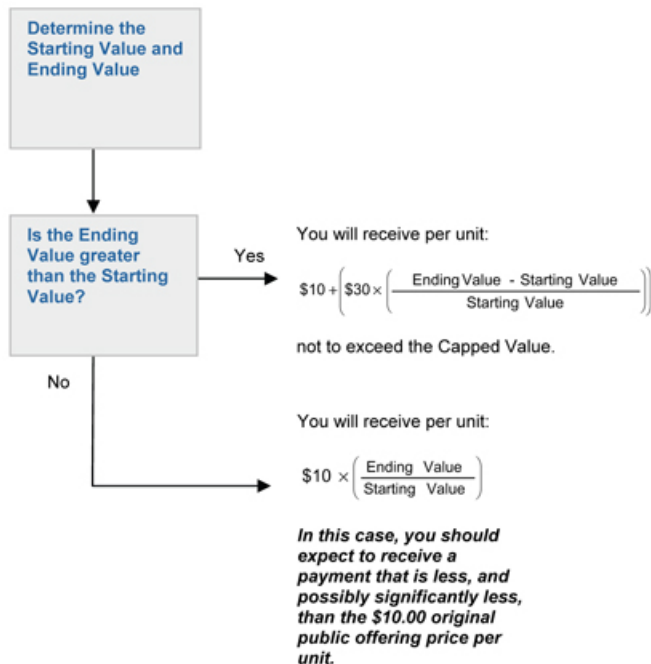 Determine the
Starting Value and
Ending Value
Is the Ending
Value greater
than the Starting
Value?
Yes
You will receive per unit:
$10 + ( $30 × ( Ending Value - Starting Value
Starting Value ) )
not to exceed the Capped Value.
No
You will receive per unit:
$10 × ( Ending Value
Starting Value )
In this case, you should
expect to receive a
payment that is less, and
possibly significantly less,
than the $10.00 original
public offering price per
unit.